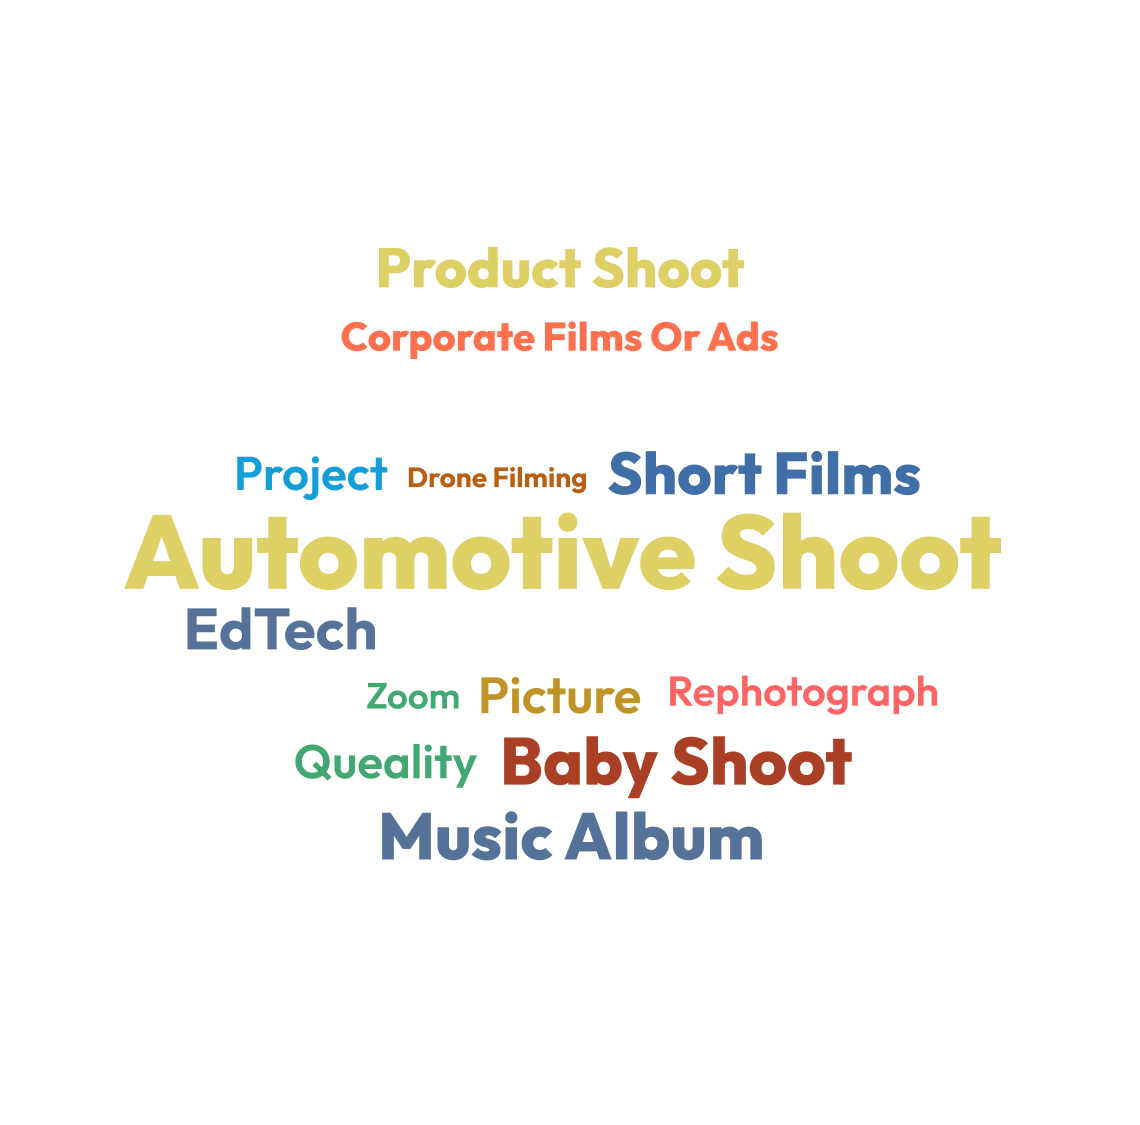 Product Shoot
Corporate Films Or Ads
Project Drone Filming Short Films
Automotive Shoot
EdTech
Zoom Picture Rephotograph
Queality Baby Shoot
Music Album